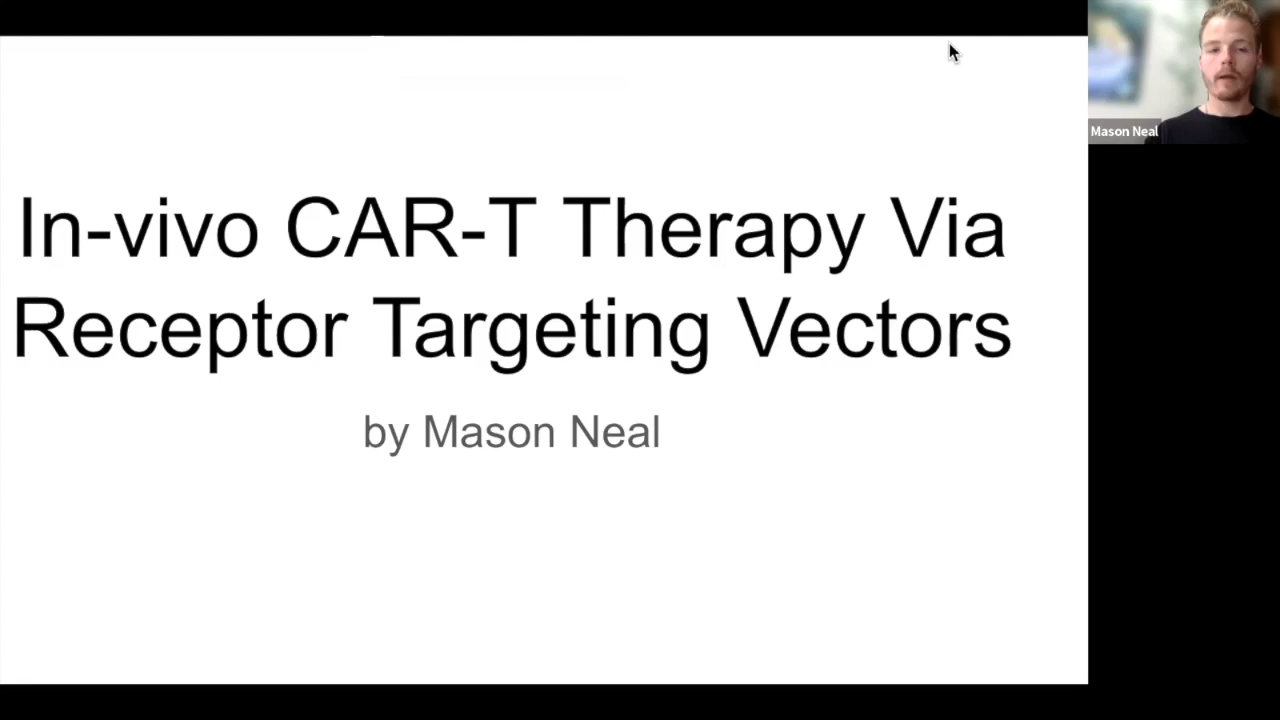 In-vivo CAR-T Therapy Via
Receptor Targeting Vectors
by Mason Neal
Mason Neal